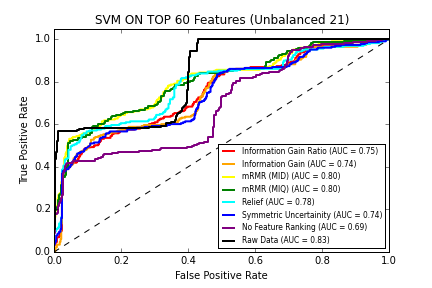 SVM ON TOP 60 Features (Unbalanced 21)
1.0
0.8
0.6
0.4
0.2
0.0
True Positive Rate
Information Gain Ratio (AUC = 0.75)
Information Gain (AUC = 0.74)
mRMR (MID) (AUC = 0.80)
mRMR (MIQ) (AUC = 0.80)
Relief (AUC = 0.78)
Symmetric Uncertainity (AUC = 0.74)
No Feature Ranking (AUC = 0.69)
Raw Data (AUC = 0.83)
0.0 0.2 0.4 0.6 0.8 1.0
False Positive Rate